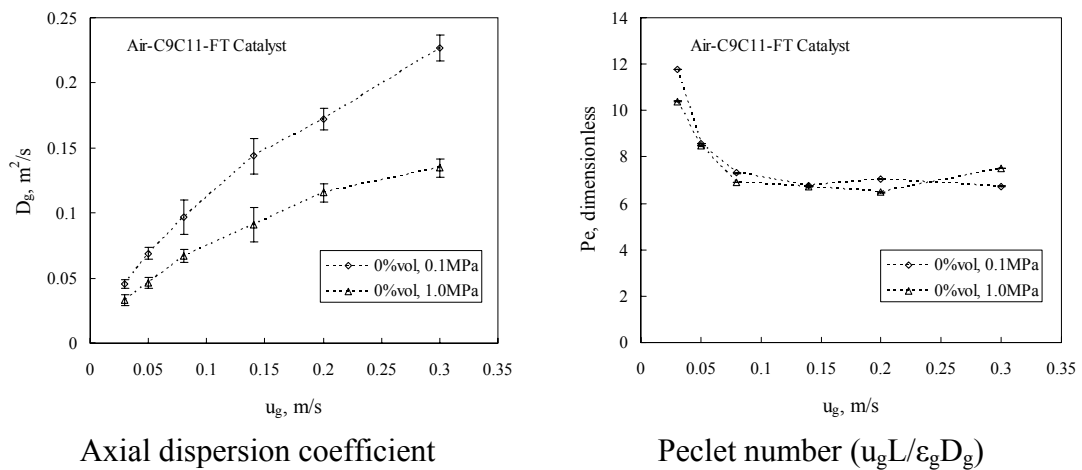 Air-C9C11-FT Catalyst
0.25
0.2
0.15
0.1
0.05
0
D_g, m²/s
0%vol, 0.1MPa
0%vol, 1.0MPa
0 0.05 0.1 0.15 0.2 0.25 0.3 0.35
u_g, m/s
Axial dispersion coefficient
Air-C9C11-FT Catalyst
14
12
10
8
6
4
2
0
Pe, dimensionless
0%vol, 0.1MPa
0%vol, 1.0MPa
0 0.05 0.1 0.15 0.2 0.25 0.3 0.35
u_g, m/s
Peclet number (u_gL/ε_gD_g)